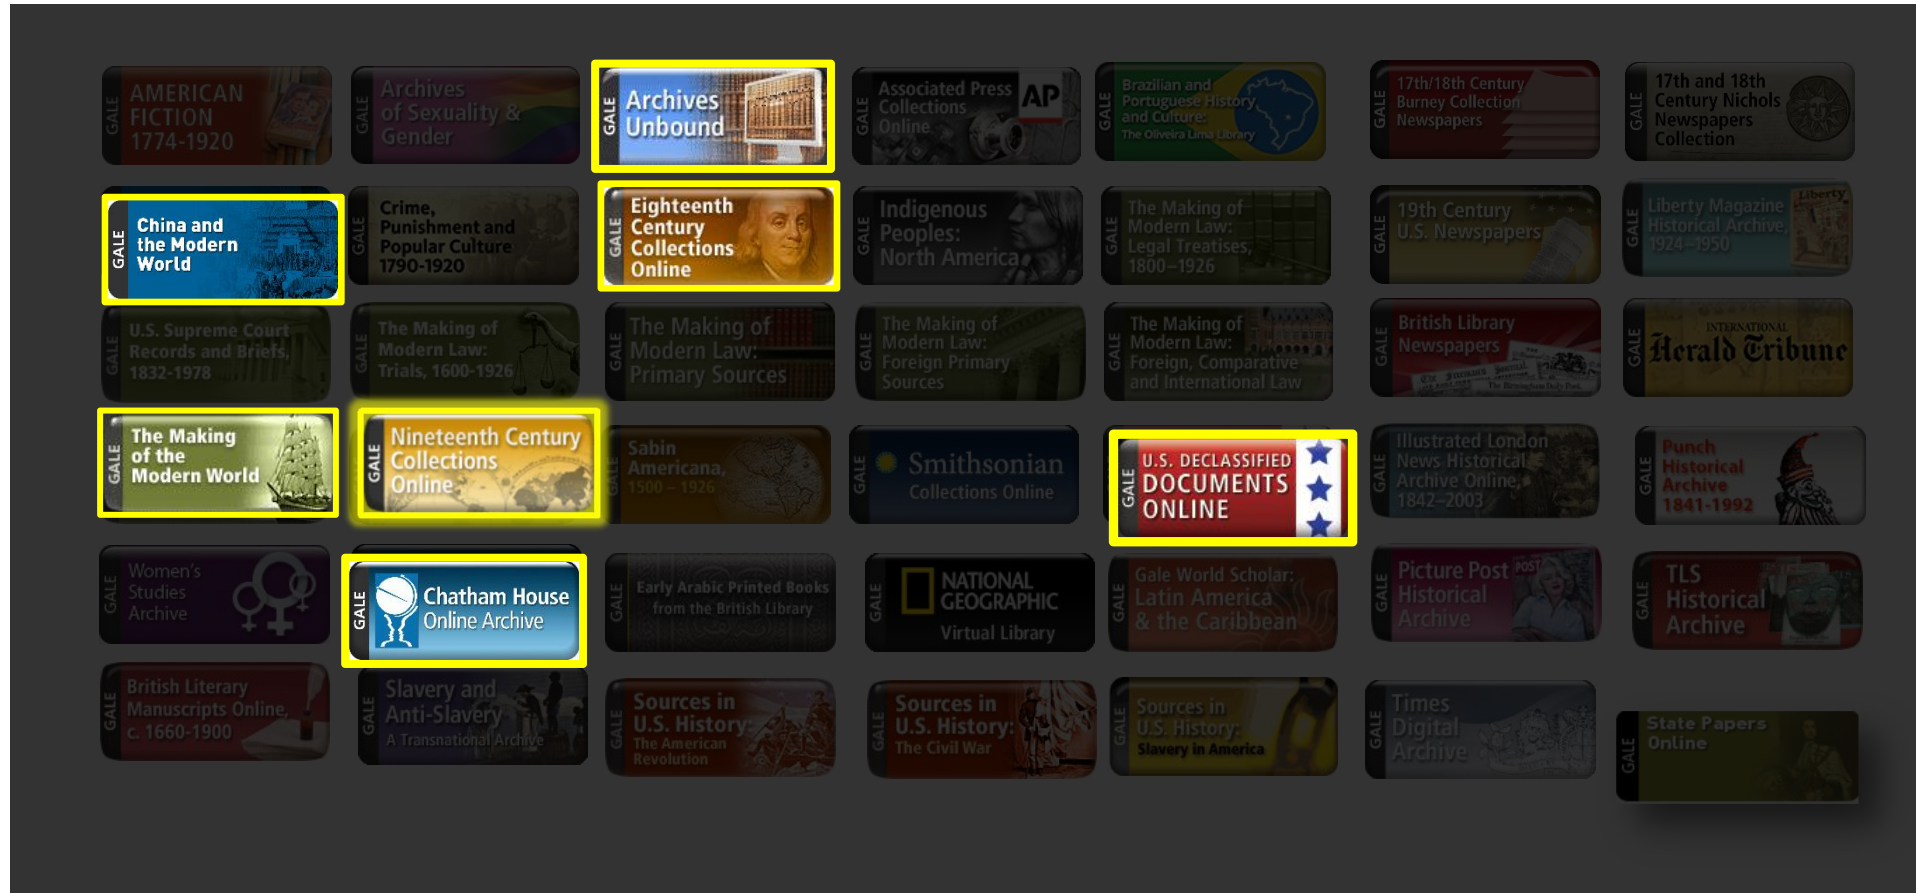 GALE
AMERICAN
FICTION
1774-1920
GALE
Archives
of Sexuality &
Gender
GALE
Archives
Unbound
GALE
Associated Press
Collections
Online
AP
GALE
Brazilian and
Portuguese History
and Culture:
The Oliveira Lima Library
GALE
17th/18th Century
Burney Collection
Newspapers
GALE
17th and 18th
Century Nichols
Newspapers
Collection
GALE
China and
the Modern
World
Crime,
Punishment and
Popular Culture
1790-1920
GALE
Eighteenth
Century
Collections
Online
GALE
Indigenous
Peoples:
North America
GALE
The Making of
Modern Law:
Legal Treatises,
1800-1926
GALE
19th Century
U.S. Newspapers
GALE
Liberty Magazine
Historical Archive,
1924-1950
Liberty
GALE
U.S. Supreme Court
Records and Briefs,
1832-1978
GALE
The Making of
Modern Law:
Trials, 1600-1926
GALE
The Making of
Modern Law:
Primary Sources
GALE
The Making of
Modern Law:
Foreign Primary
Sources
GALE
The Making of
Modern Law:
Foreign, Comparative
and International Law
GALE
British Library
Newspapers
The Birmingham Daily Post.
GALE
INTERNATIONAL
Herald Tribune
GALE
The Making
of the
Modern World
GALE
Nineteenth Century
Collections
Online
Sabin
Americana,
1500 – 1926
GALE
Smithsonian
Collections Online
GALE
U.S. DECLASSIFIED
DOCUMENTS
ONLINE
GALE
Illustrated London
News Historical
Archive Online,
1842–2003
GALE
Punch
Historical
Archive
1841-1992
GALE
Women's
Studies
Archive
GALE
Chatham House
Online Archive
GALE
Early Arabic Printed Books
from the British Library
GALE
NATIONAL
GEOGRAPHIC
Virtual Library
GALE
Gale World Scholar:
Latin America
& the Caribbean
GALE
Picture Post
Historical
Archive
POST
GALE
TLS
Historical
Archive
GALE
British Literary
Manuscripts Online,
c. 1660-1900
GALE
Slavery and
Anti-Slavery
A Transnational Archive
GALE
Sources in
U.S. History:
The American
Revolution
GALE
Sources in
U.S. History:
The Civil War
GALE
Sources in
U.S. History:
Slavery in America
GALE
Times
Digital
Archive
GALE
State Papers
Online